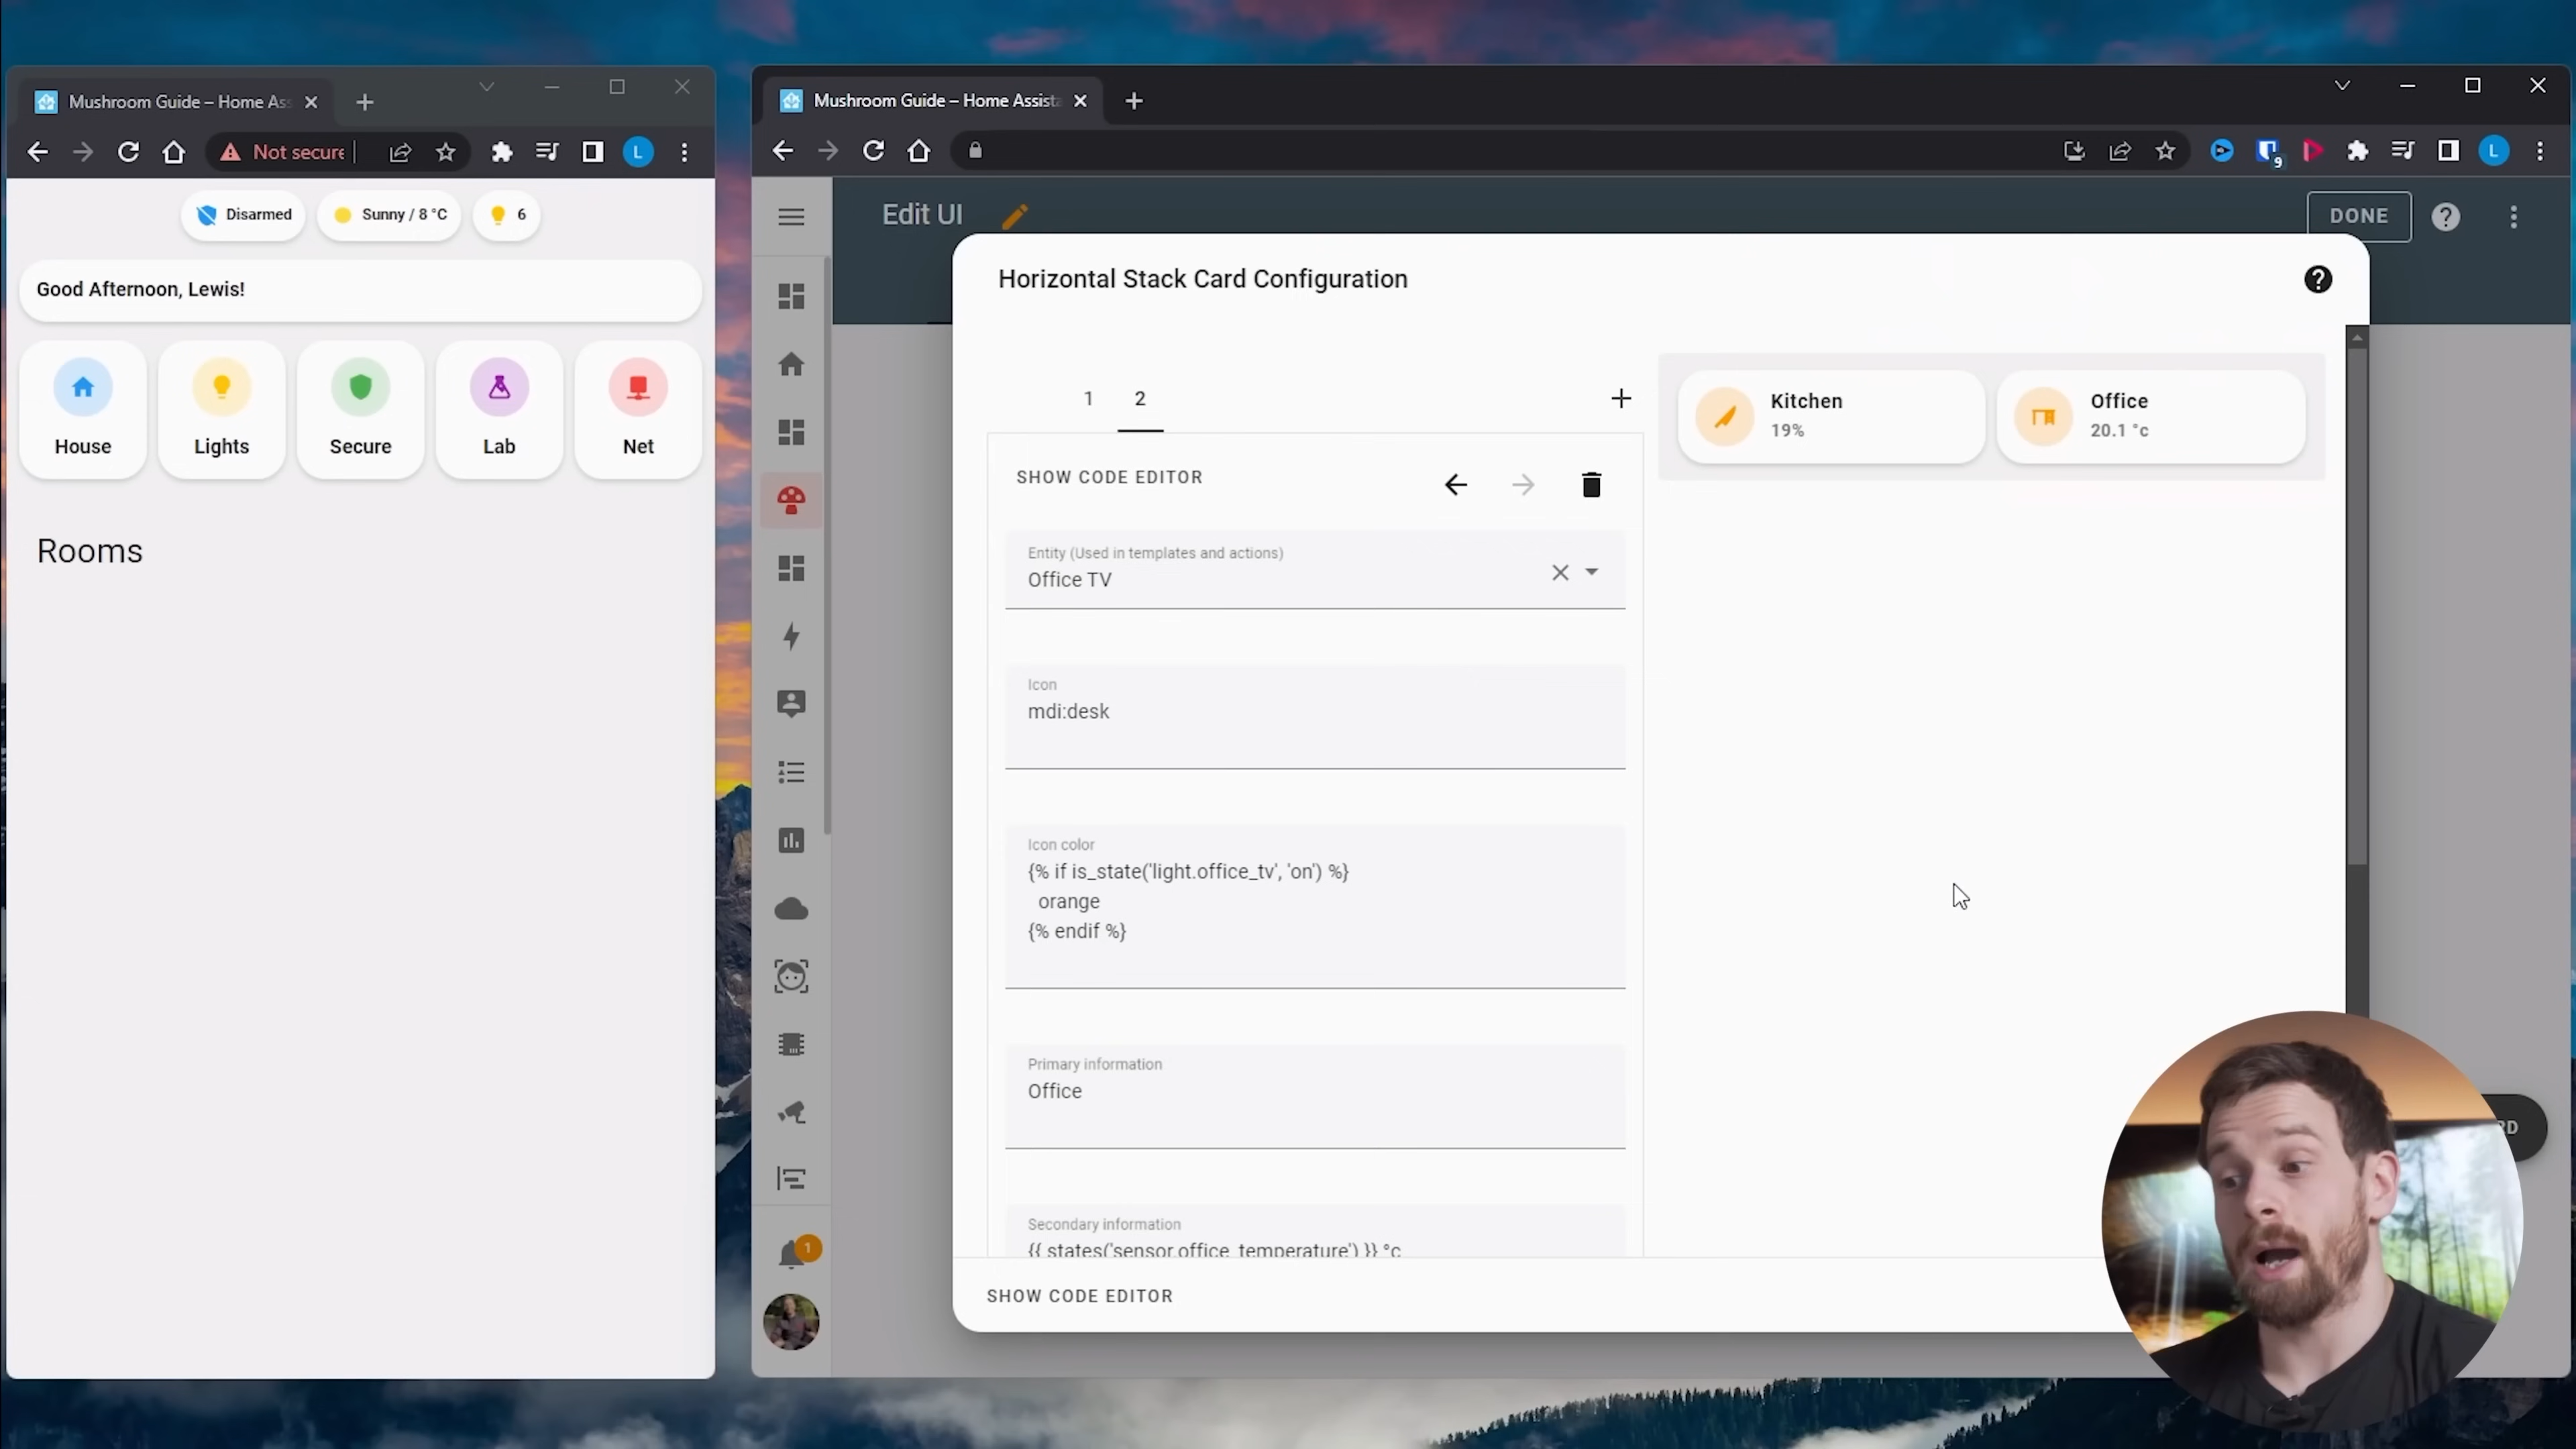 Mushroom Guide – Home As
Not secure
Disarmed
Sunny / 8 °C
6
Good Afternoon, Lewis!
House
Lights
Secure
Lab
Net
Rooms
Mushroom Guide – Home Assista
9
L
L
Edit UI
DONE
Horizontal Stack Card Configuration
1
2
SHOW CODE EDITOR
Entity (Used in templates and actions)
Office TV
Icon
mdi:desk
Icon color
{% if is_state('light.office_tv', 'on') %}
orange
{% endif %}
Primary information
Office
Secondary information
{{ states('sensor.office_temperature') }} °c
SHOW CODE EDITOR
Kitchen
19%
Office
20.1 °c
1
RD